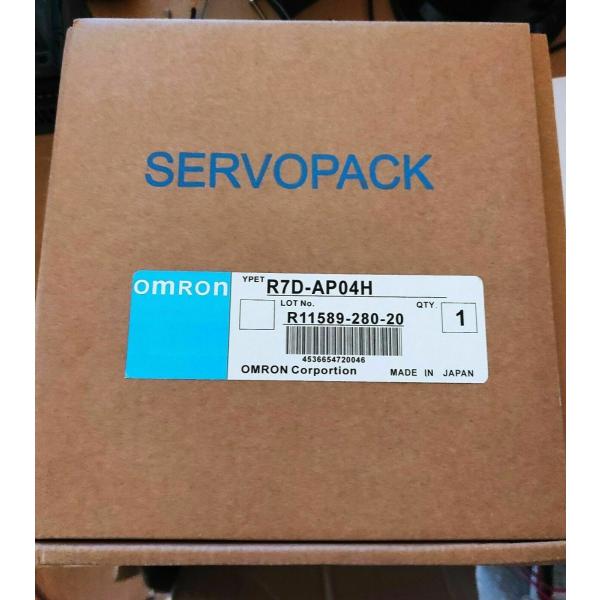 SERVOPACK
OMRON
YPET R7D-AP04H
LOT No.
QTY.
R11589-280-20
1
4536654720046
OMRON Corportion MADE IN JAPAN